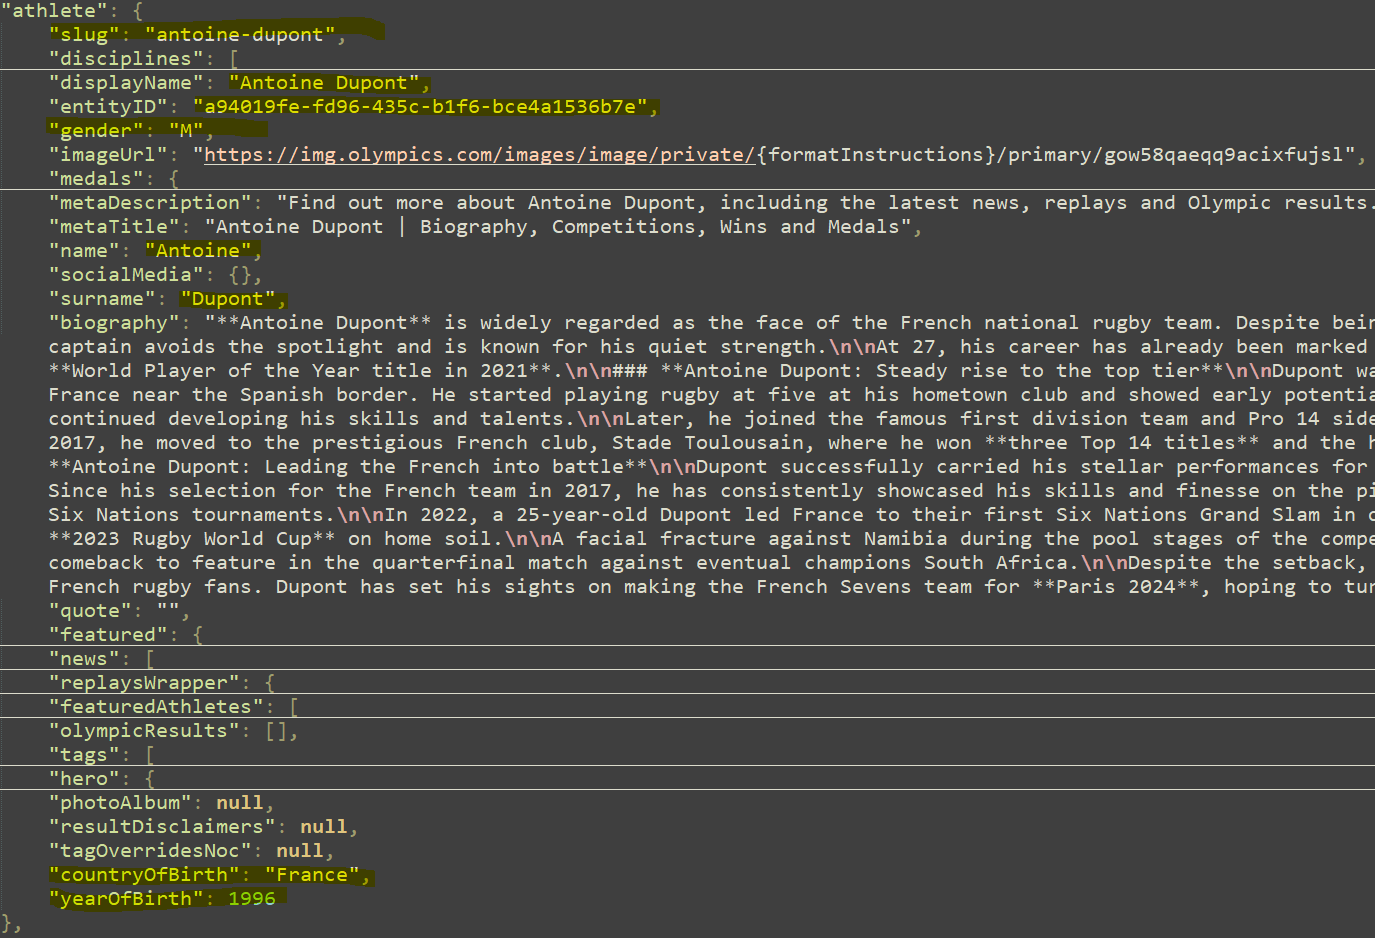 "athlete": {
"slug": "antoine-dupont",
"disciplines": [
"displayName": "Antoine Dupont",
"entityID": "a94019fe-fd96-435c-b1f6-bce4a1536b7e",
"gender": "M",
"imageUrl": "https://img.olympics.com/images/image/private/{formatInstructions}/primary/gow58qaeqq9acixfujsl",
"medals": {
"metaDescription": "Find out more about Antoine Dupont, including the latest news, replays and Olympic results.
"metaTitle": "Antoine Dupont | Biography, Competitions, Wins and Medals",
"name": "Antoine",
"socialMedia": {},
"surname": "Dupont",
"biography": "**Antoine Dupont** is widely regarded as the face of the French national rugby team. Despite bein
captain avoids the spotlight and is known for his quiet strength.\n\nAt 27, his career has already been marked
**World Player of the Year title in 2021**.\n\n### **Antoine Dupont: Steady rise to the top tier**\n\nDupont wa
France near the Spanish border. He started playing rugby at five at his hometown club and showed early potentia
continued developing his skills and talents.\n\nLater, he joined the famous first division team and Pro 14 side
2017, he moved to the prestigious French club, Stade Toulousain, where he won **three Top 14 titles** and the h
**Antoine Dupont: Leading the French into battle**\n\nDupont successfully carried his stellar performances for
Since his selection for the French team in 2017, he has consistently showcased his skills and finesse on the pi
Six Nations tournaments.\n\nIn 2022, a 25-year-old Dupont led France to their first Six Nations Grand Slam in
**2023 Rugby World Cup** on home soil.\n\nA facial fracture against Namibia during the pool stages of the compe
comeback to feature in the quarterfinal match against eventual champions South Africa.\n\nDespite the setback,
French rugby fans. Dupont has set his sights on making the French Sevens team for **Paris 2024**, hoping to tur
"quote": "",
"featured": {
"news": [
"replaysWrapper": {
"featuredAthletes": [
"olympicResults": [],
"tags": [
"hero": {
"photoAlbum": null,
"resultDisclaimers": null,
"tagOverridesNoc": null,
"countryOfBirth": "France",
"yearOfBirth": 1996
},